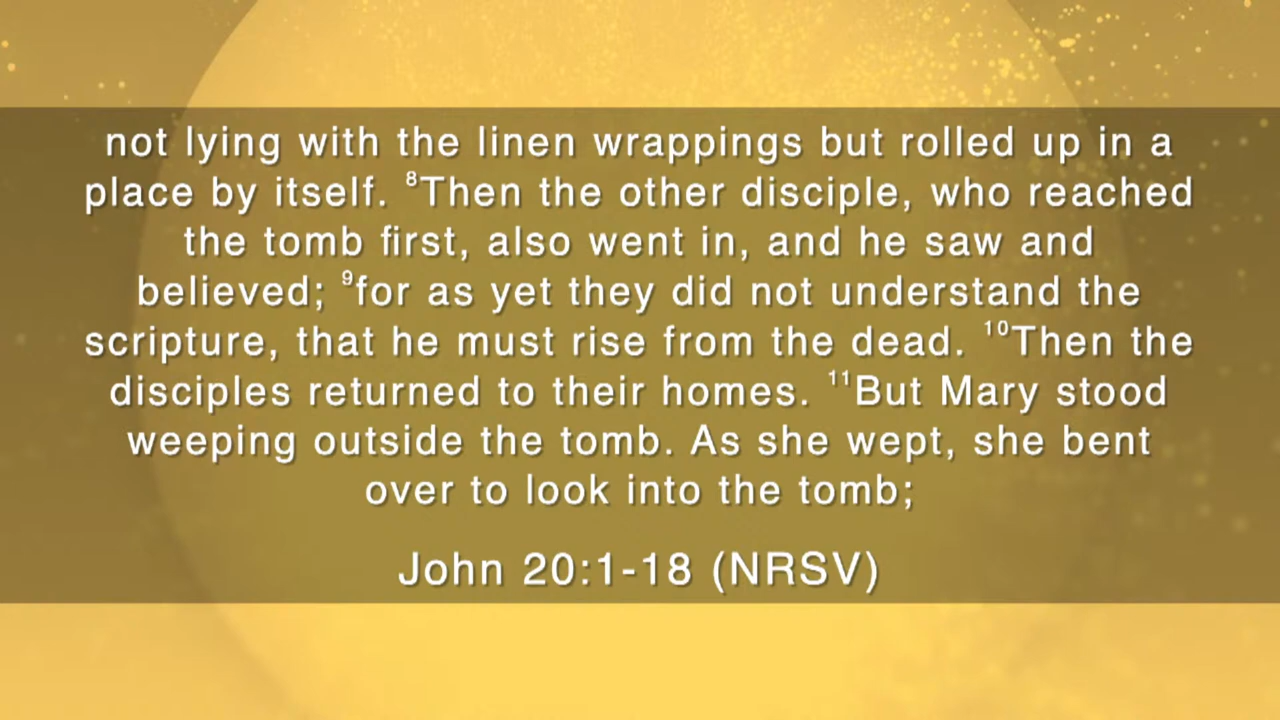 not lying with the linen wrappings but rolled up in a
place by itself. ⁸Then the other disciple, who reached
the tomb first, also went in, and he saw and
believed; ⁹for as yet they did not understand the
scripture, that he must rise from the dead. ¹⁰Then the
disciples returned to their homes. ¹¹But Mary stood
weeping outside the tomb. As she wept, she bent
over to look into the tomb;
John 20:1-18 (NRSV)